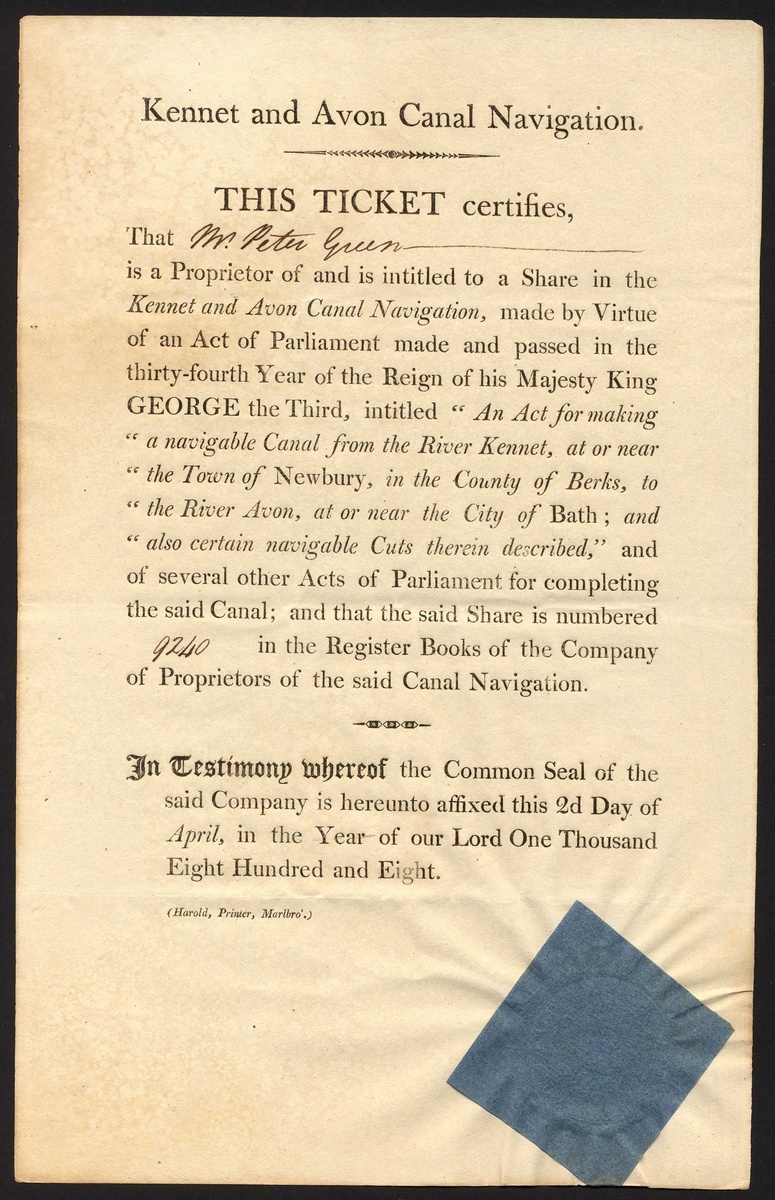 Kennet and Avon Canal Navigation.
THIS TICKET certifies,
That Mr. Peter Green
is a Proprietor of and is intitled to a Share in the
Kennet and Avon Canal Navigation, made by Virtue
of an Act of Parliament made and passed in the
thirty-fourth Year of the Reign of his Majesty King
GEORGE the Third, intitled “ An Act for making
“ a navigable Canal from the River Kennet, at or near
“ the Town of Newbury, in the County of Berks, to
“ the River Avon, at or near the City of Bath ; and
“ also certain navigable Cuts therein described,” and
of several other Acts of Parliament for completing
the said Canal; and that the said Share is numbered
9240 in the Register Books of the Company
of Proprietors of the said Canal Navigation.
In Testimony whereof the Common Seal of the
said Company is hereunto affixed this 2d Day of
April, in the Year of our Lord One Thousand
Eight Hundred and Eight.
(Harold, Printer, Marlbro'.)